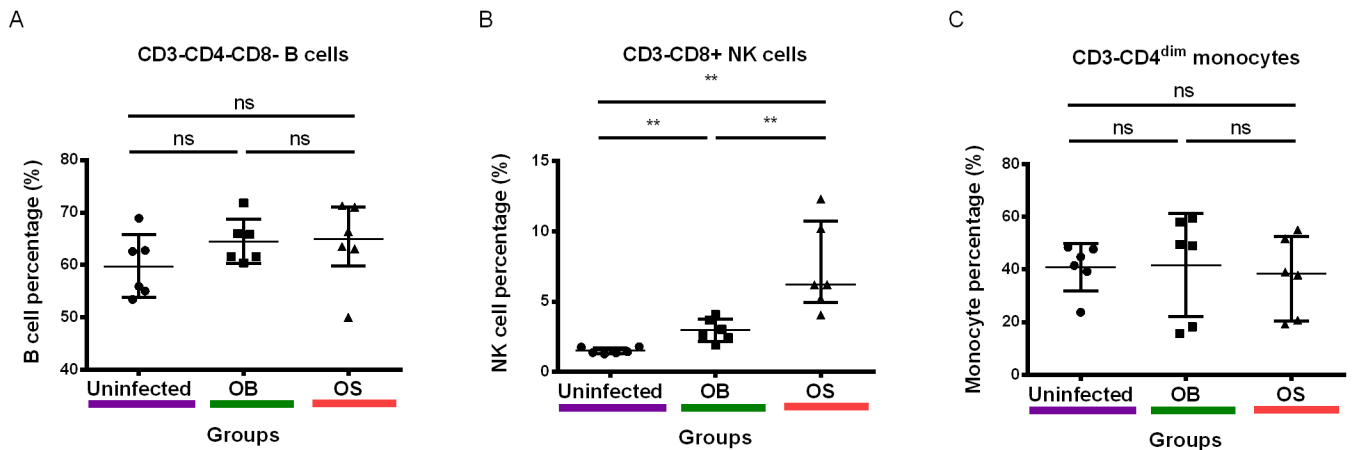 A
CD3-CD4-CD8- B cells
ns
ns
ns
B cell percentage (%)
80
70
60
50
40
Uninfected
OB
OS
Groups
B
CD3-CD8+ NK cells
**
**
**
NK cell percentage (%)
15
10
5
0
Uninfected
OB
OS
Groups
C
CD3-CD4dim monocytes
ns
ns
ns
Monocyte percentage (%)
80
60
40
20
0
Uninfected
OB
OS
Groups